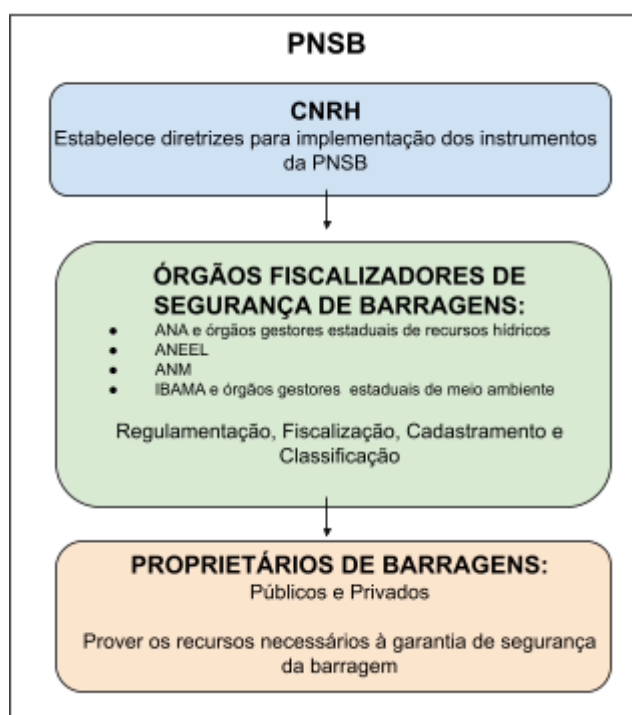 PNSB
CNRH
Estabelece diretrizes para implementação dos instrumentos
da PNSB
ÓRGÃOS FISCALIZADORES DE
SEGURANÇA DE BARRAGENS:
● ANA e órgãos gestores estaduais de recursos hídricos
● ANEEL
● ANM
● IBAMA e órgãos gestores estaduais de meio ambiente
Regulamentação, Fiscalização, Cadastramento e
Classificação
PROPRIETÁRIOS DE BARRAGENS:
Públicos e Privados
Prover os recursos necessários à garantia de segurança
da barragem